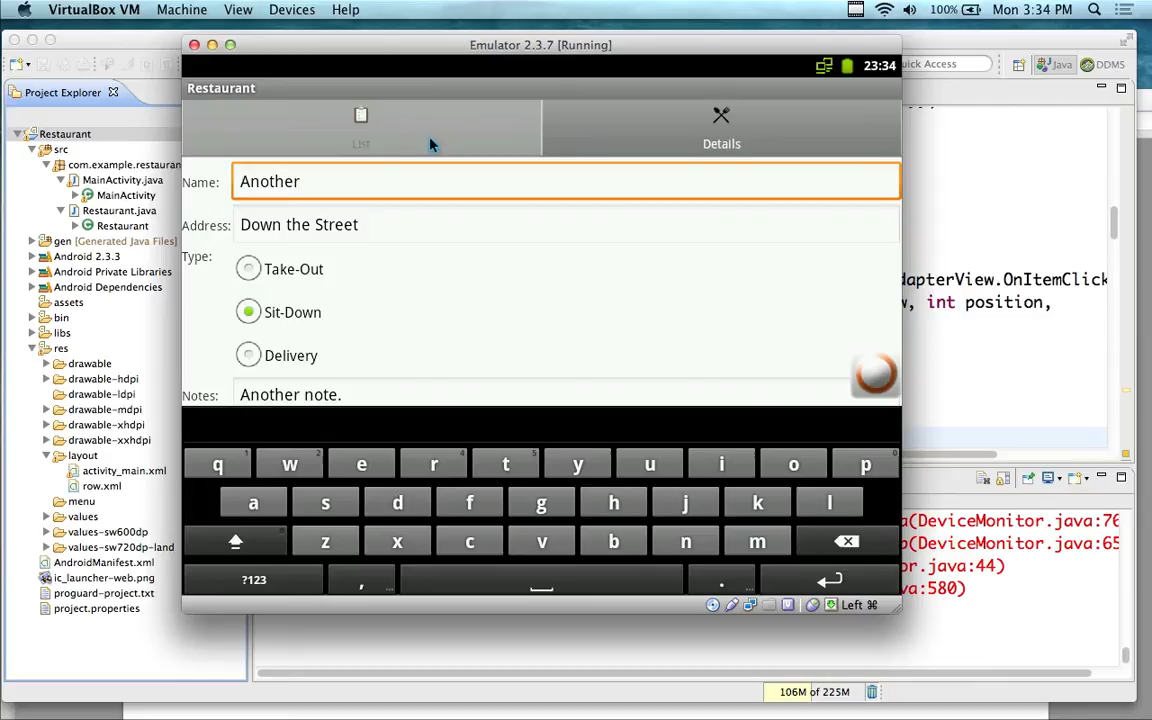 VirtualBox VM Machine View Devices Help 100% Mon 3:34 PM
Emulator 2.3.7 [Running]
23:34
Quick Access Java DDMS
Restaurant
List
Details
Name: Another
Address: Down the Street
Type:
Take-Out
Sit-Down
Delivery
Notes: Another note.
q 1 w 2 e r 4 t 5 y u i o p 0
a s d f g h j k l
z x c v b n m
?123 , ... . ...
Left ⌘
Project Explorer
Restaurant
src
com.example.restauran
MainActivity.java
MainActivity
Restaurant.java
Restaurant
gen [Generated Java Files]
Android 2.3.3
Android Private Libraries
Android Dependencies
assets
bin
libs
res
drawable
drawable-hdpi
drawable-ldpi
drawable-mdpi
drawable-xhdpi
drawable-xxhdpi
layout
activity_main.xml
row.xml
menu
values
values-sw600dp
values-sw720dp-land
AndroidManifest.xml
ic_launcher-web.png
proguard-project.txt
project.properties
dapterView.OnItemClick
w, int position,
a(DeviceMonitor.java:76
o(DeviceMonitor.java:65
or.java:44)
va:580)
106M of 225M